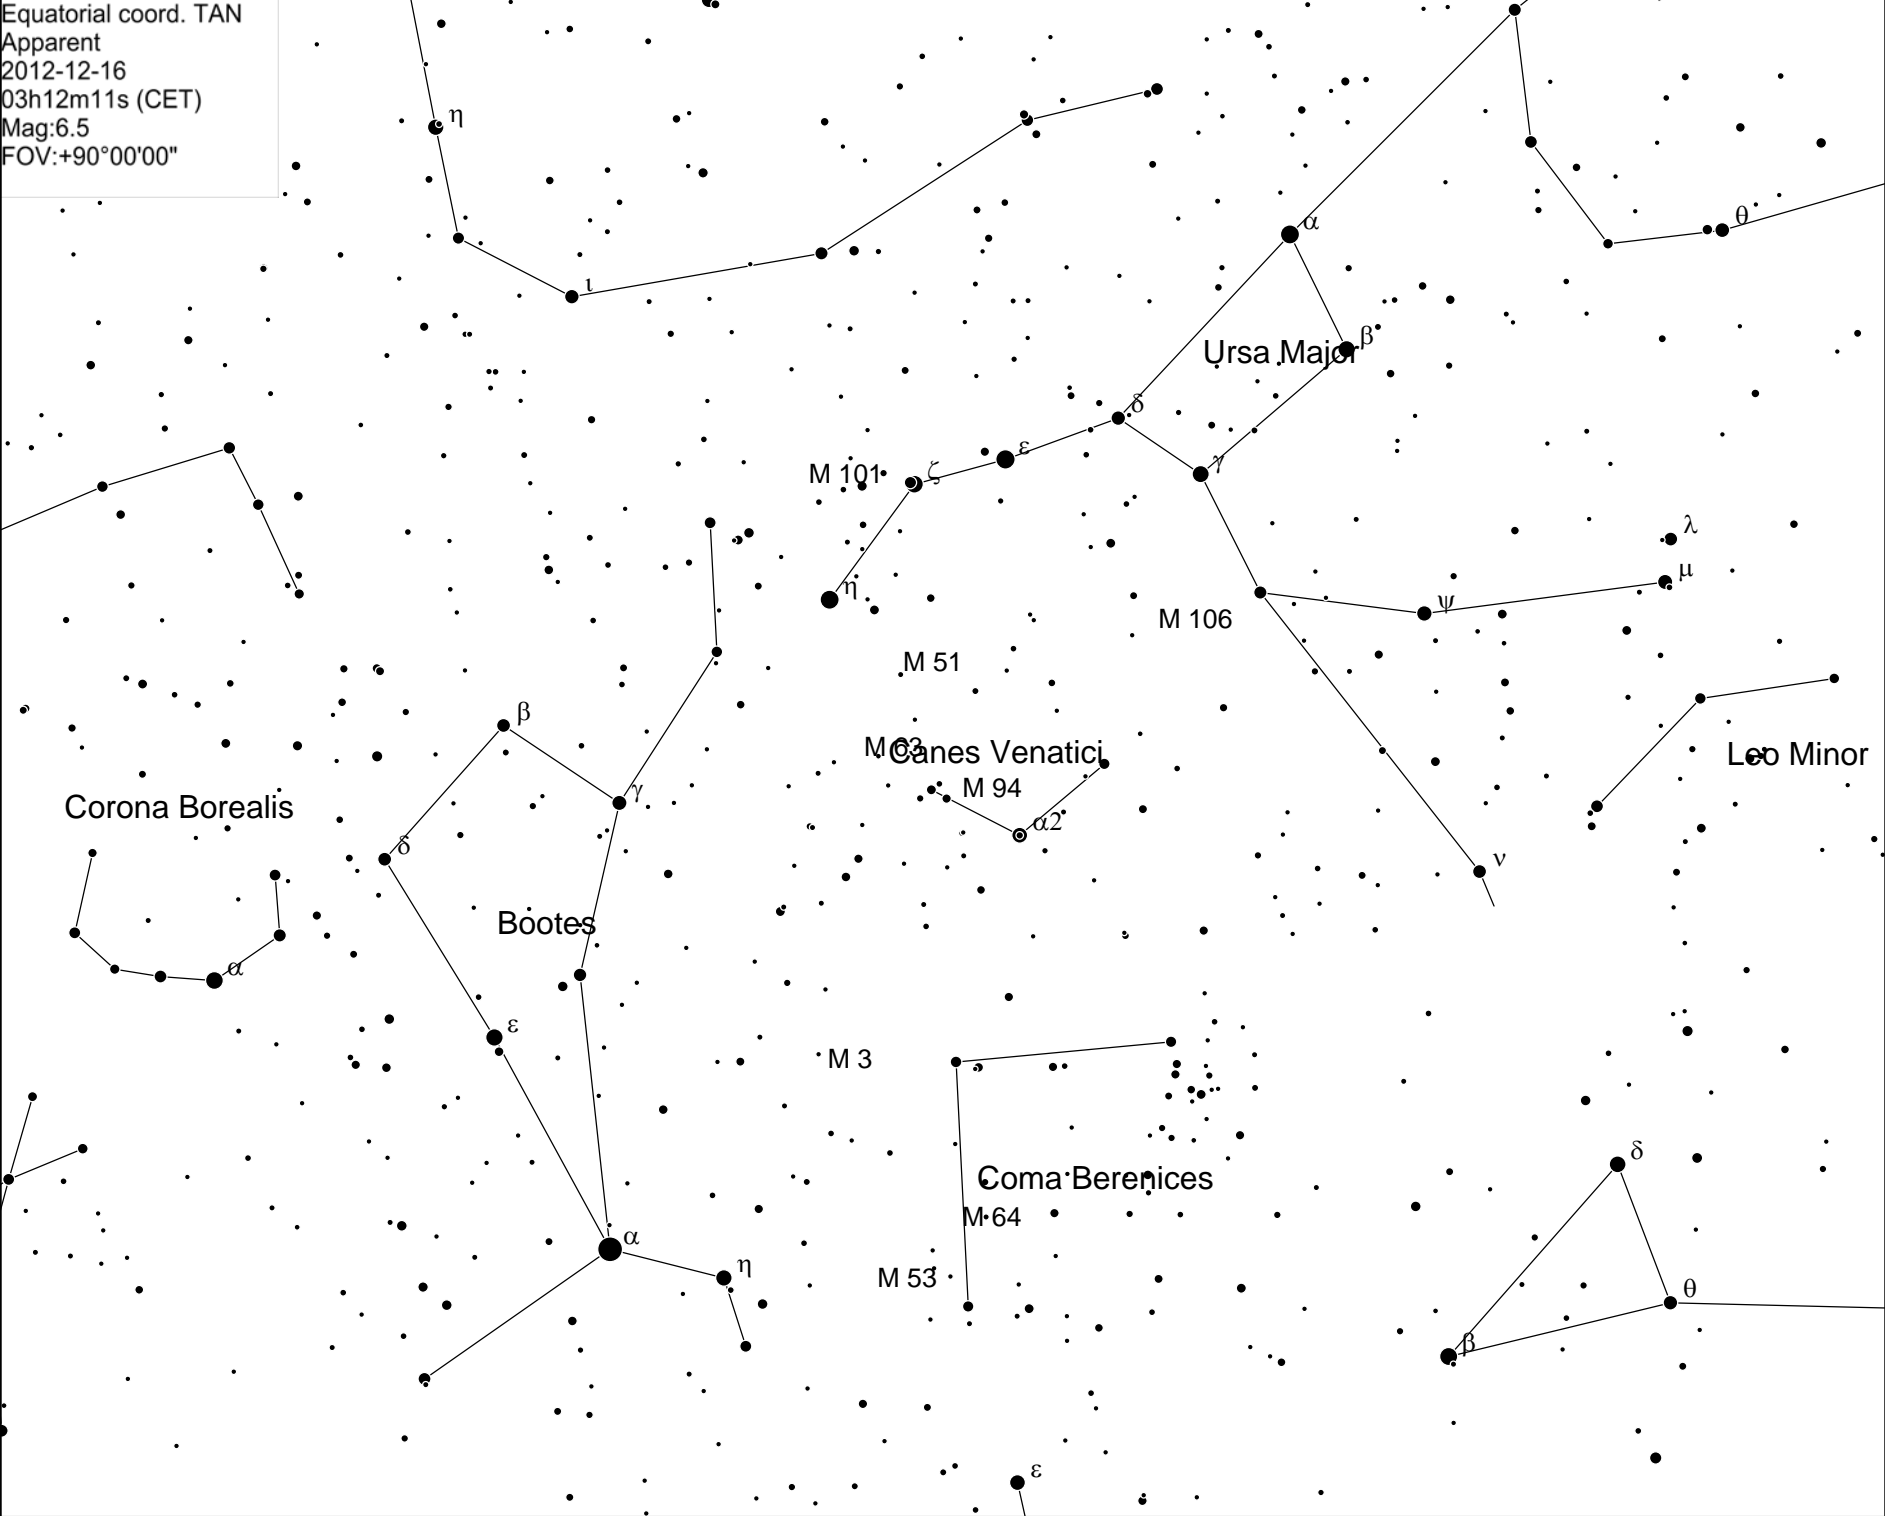 Equatorial coord. TAN
Apparent
2012-12-16
03h12m11s (CET)
Mag:6.5
FOV:+90°00'00"
η
θ
α
ι
β
Ursa Major
δ
ε
γ
M 101
ζ
λ
μ
η
ψ
M 106
M 51
β
M 63
Canes Venatici
Leo Minor
M 94
γ
Corona Borealis
α2
δ
ν
Bootes
α
ε
M 3
δ
Coma Berenices
M 64
α
η
M 53
θ
β
ε